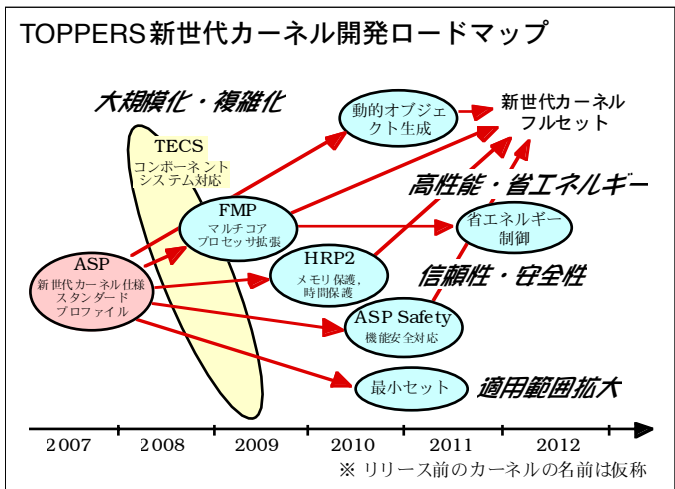 TOPPERS新世代カーネル開発ロードマップ
大規模化・複雑化
動的オブジェ
クト生成
新世代カーネル
フルセット
TECS
コンポーネント
システム対応
高性能・省エネルギー
FMP
マルチコア
プロセッサ拡張
省エネルギー
制御
ASP
新世代カーネル仕様
スタンダード
プロファイル
HRP2
メモリ保護,
時間保護
信頼性・安全性
ASP Safety
機能安全対応
最小セット
適用範囲拡大
2007
2008
2009
2010
2011
2012
※ リリース前のカーネルの名前は仮称